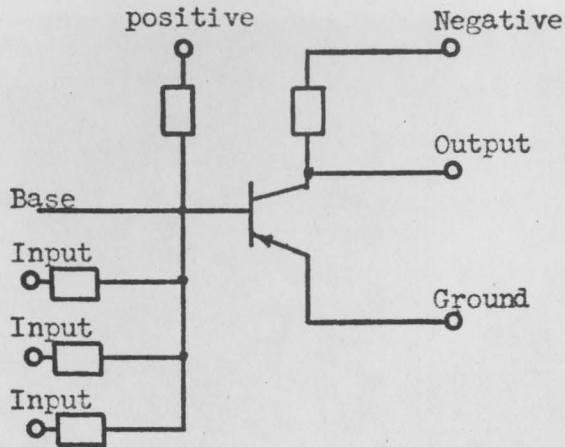 positive
Negative
Output
Base
Input
Input
Input
Ground